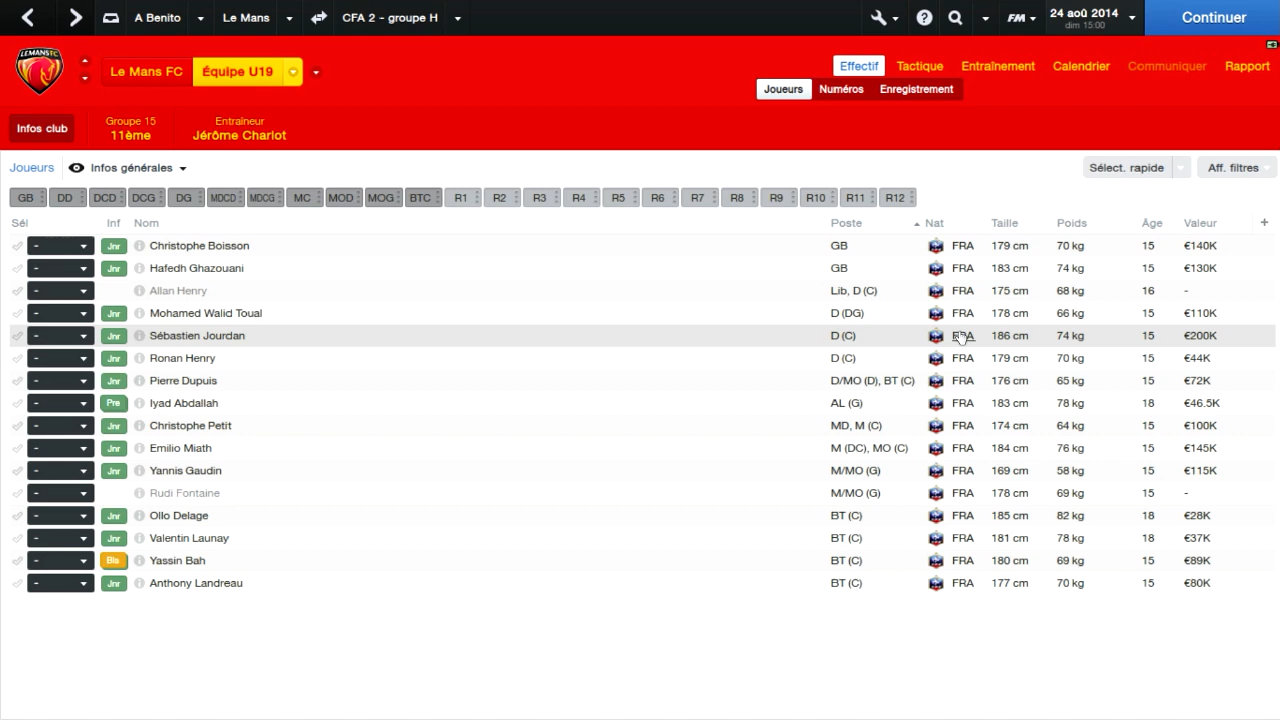 A Benito Le Mans CFA 2 - groupe H FM 24 aoû 2014 Continuer
dim 15:00
LE MANS FC
Le Mans FC Équipe U19 Effectif Tactique Entraînement Calendrier Communiquer Rapport
Joueurs Numéros Enregistrement
Infos club Groupe 15 Entraîneur
11ème Jérôme Charlot
Joueurs Infos générales Sélect. rapide Aff. filtres
GB DD DCD DCG DG MDCD MDCG MC MOD MOG BTC R1 R2 R3 R4 R5 R6 R7 R8 R9 R10 R11 R12
Sél Inf Nom Poste Nat Taille Poids Âge Valeur +
- Jnr Christophe Boisson GB FRA 179 cm 70 kg 15 €140K
- Jnr Hafedh Ghazouani GB FRA 183 cm 74 kg 15 €130K
- Allan Henry Lib, D (C) FRA 175 cm 68 kg 16 -
- Jnr Mohamed Walid Toual D (DG) FRA 178 cm 66 kg 15 €110K
- Jnr Sébastien Jourdan D (C) FRA 186 cm 74 kg 15 €200K
- Jnr Ronan Henry D (C) FRA 179 cm 70 kg 15 €44K
- Jnr Pierre Dupuis D/MO (D), BT (C) FRA 176 cm 65 kg 15 €72K
- Pre Iyad Abdallah AL (G) FRA 183 cm 78 kg 18 €46.5K
- Jnr Christophe Petit MD, M (C) FRA 174 cm 64 kg 15 €100K
- Jnr Emilio Miath M (DC), MO (C) FRA 184 cm 76 kg 15 €145K
- Jnr Yannis Gaudin M/MO (G) FRA 169 cm 58 kg 15 €115K
- Rudi Fontaine M/MO (G) FRA 178 cm 69 kg 15 -
- Jnr Ollo Delage BT (C) FRA 185 cm 82 kg 18 €28K
- Jnr Valentin Launay BT (C) FRA 181 cm 78 kg 18 €37K
- Bls Yassin Bah BT (C) FRA 180 cm 69 kg 15 €89K
- Jnr Anthony Landreau BT (C) FRA 177 cm 70 kg 15 €80K